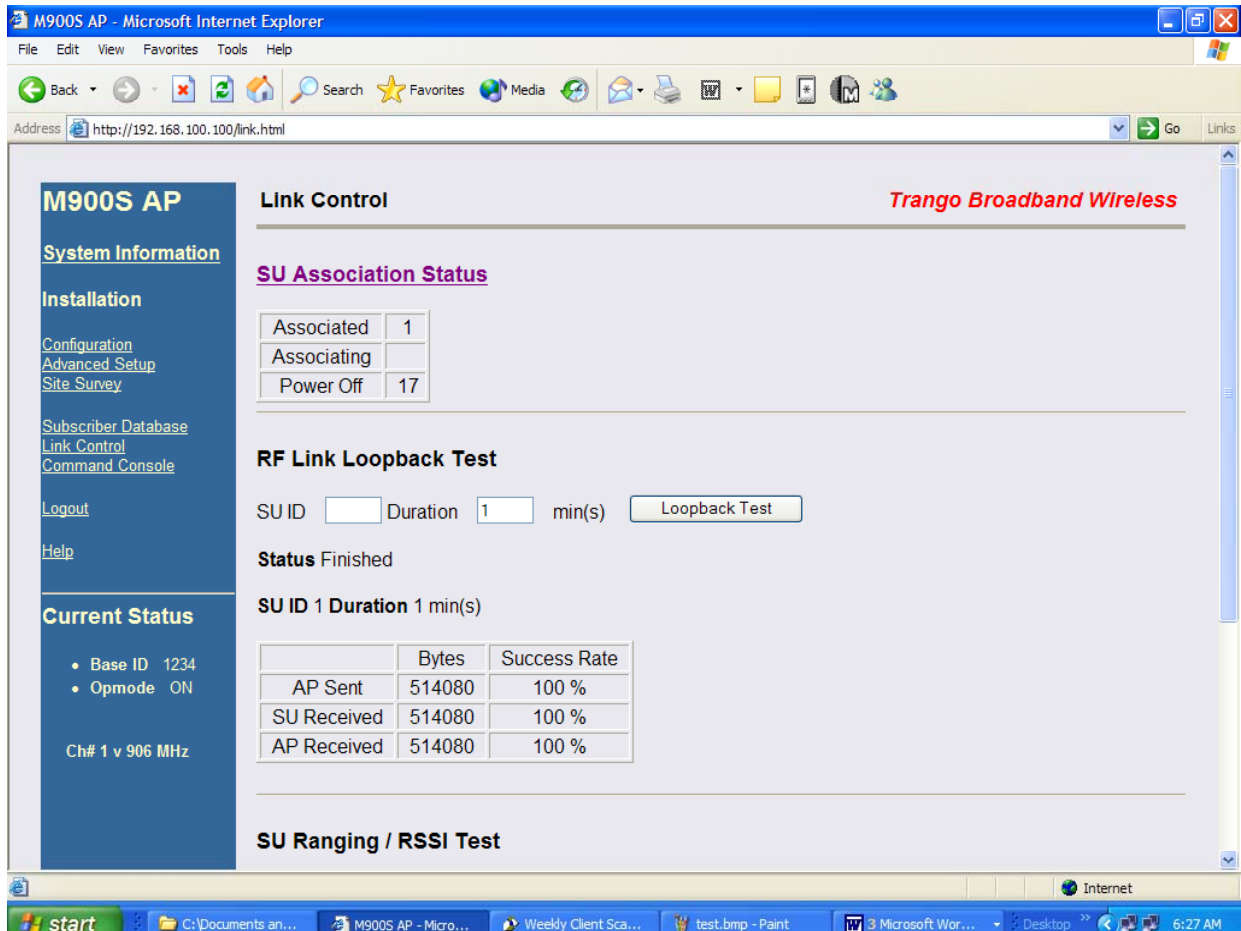 M900S AP - Microsoft Internet Explorer
File Edit View Favorites Tools Help
Back Search Favorites Media
Address http://192.168.100.100/link.html Go Links
M900S AP
System Information
Installation
Configuration
Advanced Setup
Site Survey
Subscriber Database
Link Control
Command Console
Logout
Help
Current Status
Base ID 1234
Opmode ON
Ch# 1 v 906 MHz
Link Control Trango Broadband Wireless
SU Association Status
Associated 1
Associating
Power Off 17
RF Link Loopback Test
SU ID Duration 1 min(s) Loopback Test
Status Finished
SU ID 1 Duration 1 min(s)
Bytes Success Rate
AP Sent 514080 100 %
SU Received 514080 100 %
AP Received 514080 100 %
SU Ranging / RSSI Test
Internet
start C:\Documents an... M900S AP - Micro... Weekly Client Sca... test.bmp - Paint 3 Microsoft Wor... Desktop 6:27 AM